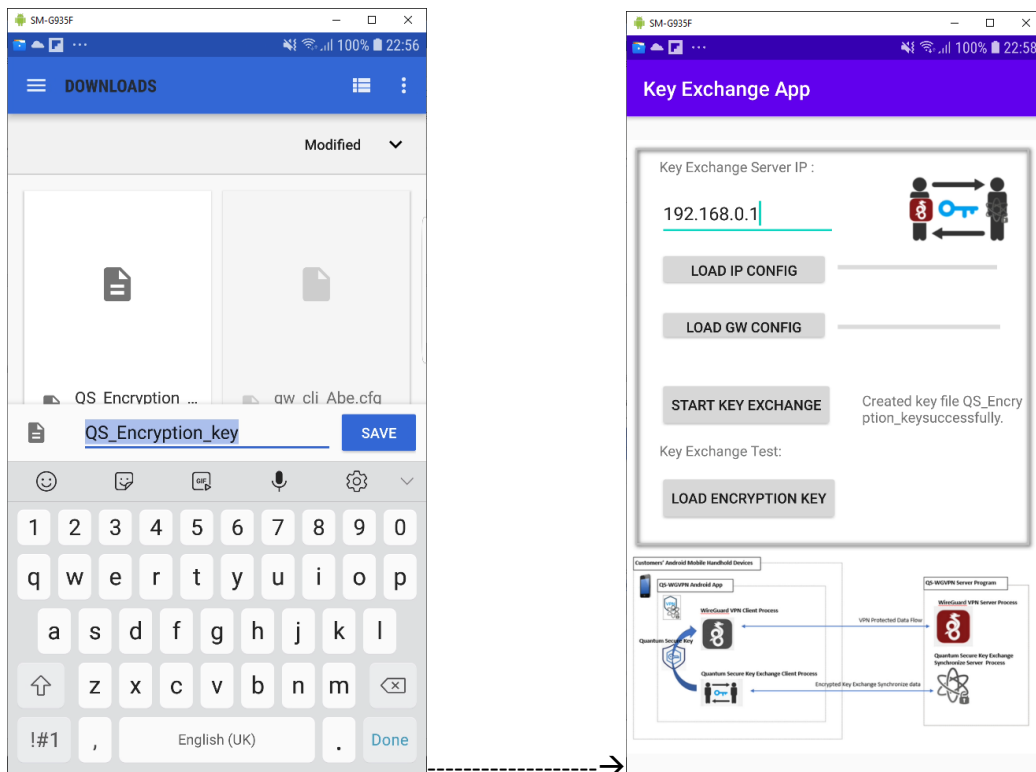 SM-G935F
100% 22:56
DOWNLOADS
Modified
QS_Encryption_...
gw_cli_Abe.cfg
QS_Encryption_key
SAVE
GIF
1 2 3 4 5 6 7 8 9 0
q w e r t y u i o p
a s d f g h j k l
z x c v b n m
!#1 , English (UK) . Done
SM-G935F
100% 22:58
Key Exchange App
Key Exchange Server IP :
192.168.0.1
LOAD IP CONFIG
LOAD GW CONFIG
START KEY EXCHANGE
Created key file QS_Encry
ption_keysuccessfully.
Key Exchange Test:
LOAD ENCRYPTION KEY
Customers' Android Mobile Handhold Devices
QS-WGVPN Android App
VPN
WireGuard VPN Client Process
Quantum Secure Key
Quantum Secure Key Exchange Client Process
VPN Protected Data Flow
Encrypted Key Exchange Synchronize data
QS-WGVPN Server Program
WireGuard VPN Server Process
Quantum Secure Key Exchange
Synchronize Server Process